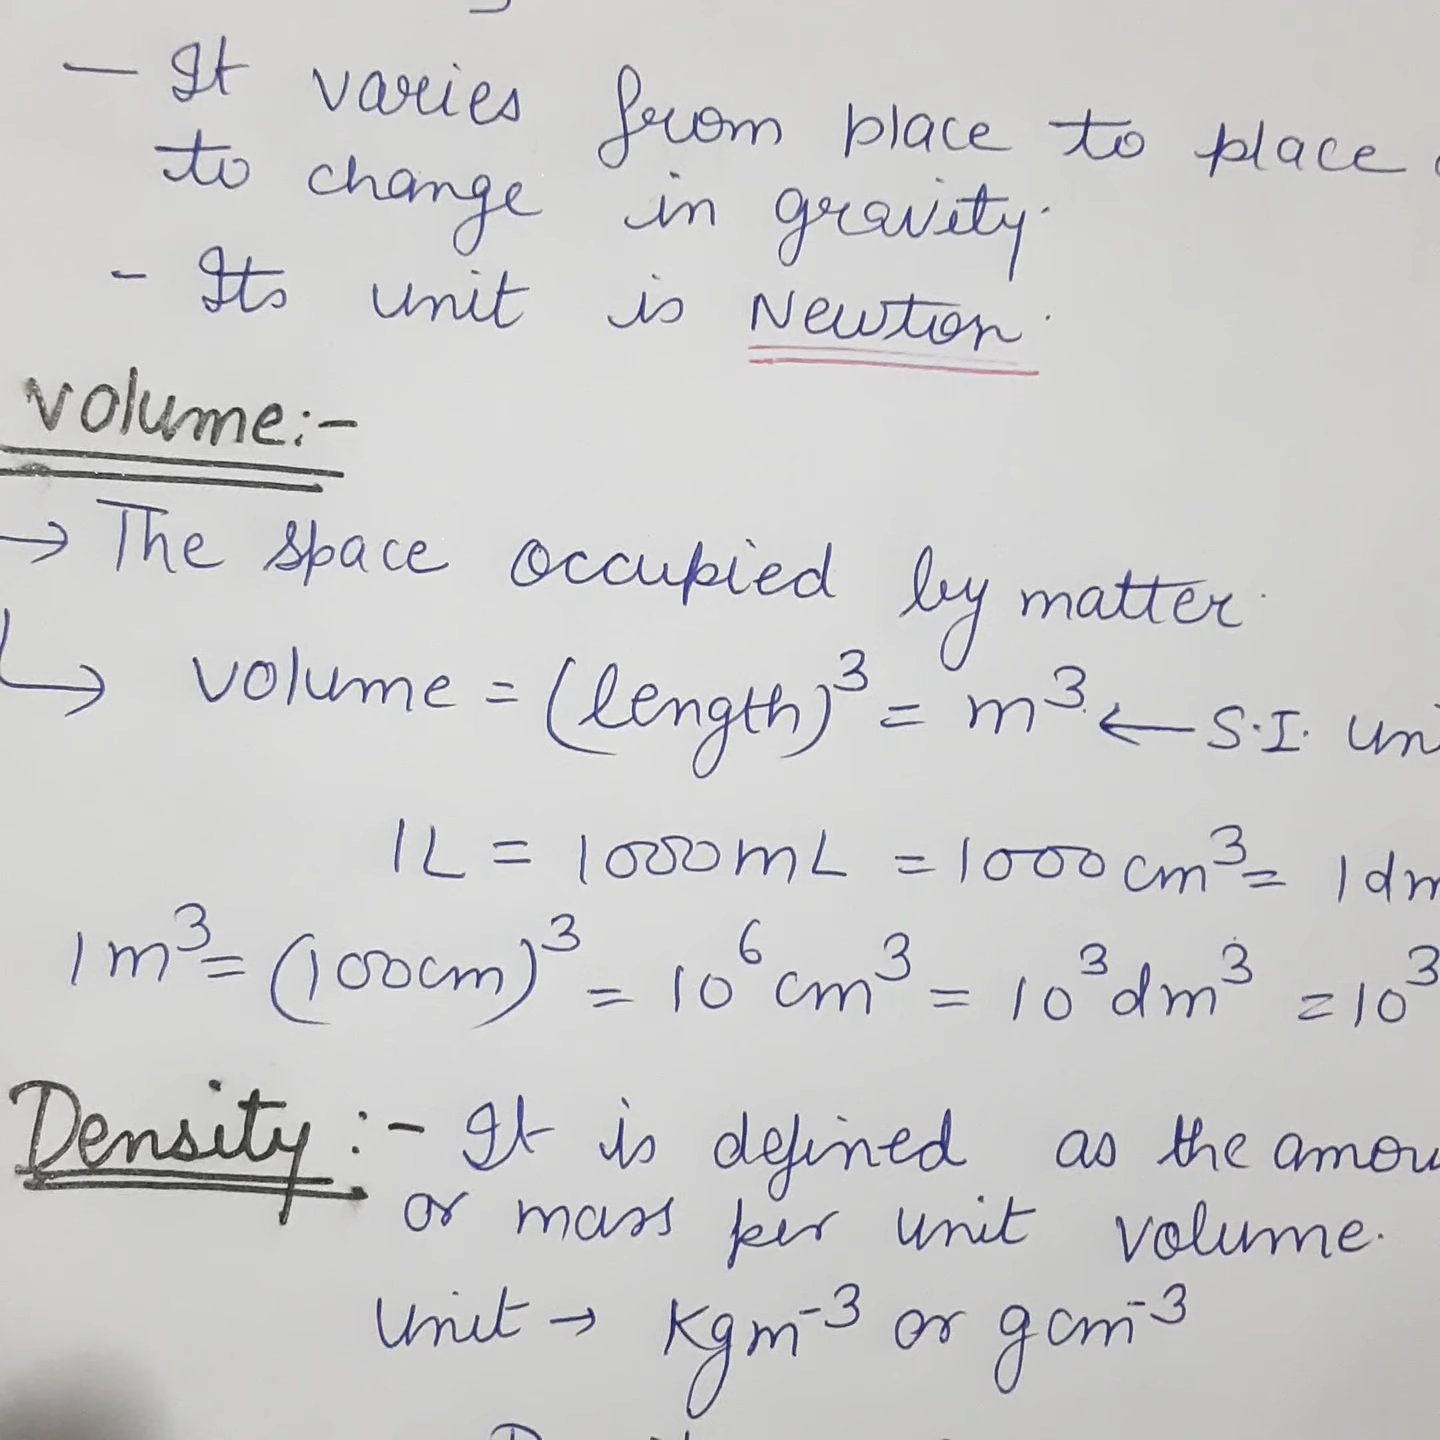 - It varies from place to place
to change in gravity.
- Its unit is Newton.
Volume:-
→ The space occupied by matter.
↳ Volume = (length)³ = m³ ← S.I. uni
1L = 1000mL = 1000cm³ = 1dm
1m³ = (100cm)³ = 10⁶cm³ = 10³dm³ = 10³
Density:- It is defined as the amou
or mass per unit volume.
Unit → Kgm⁻³ or gcm⁻³